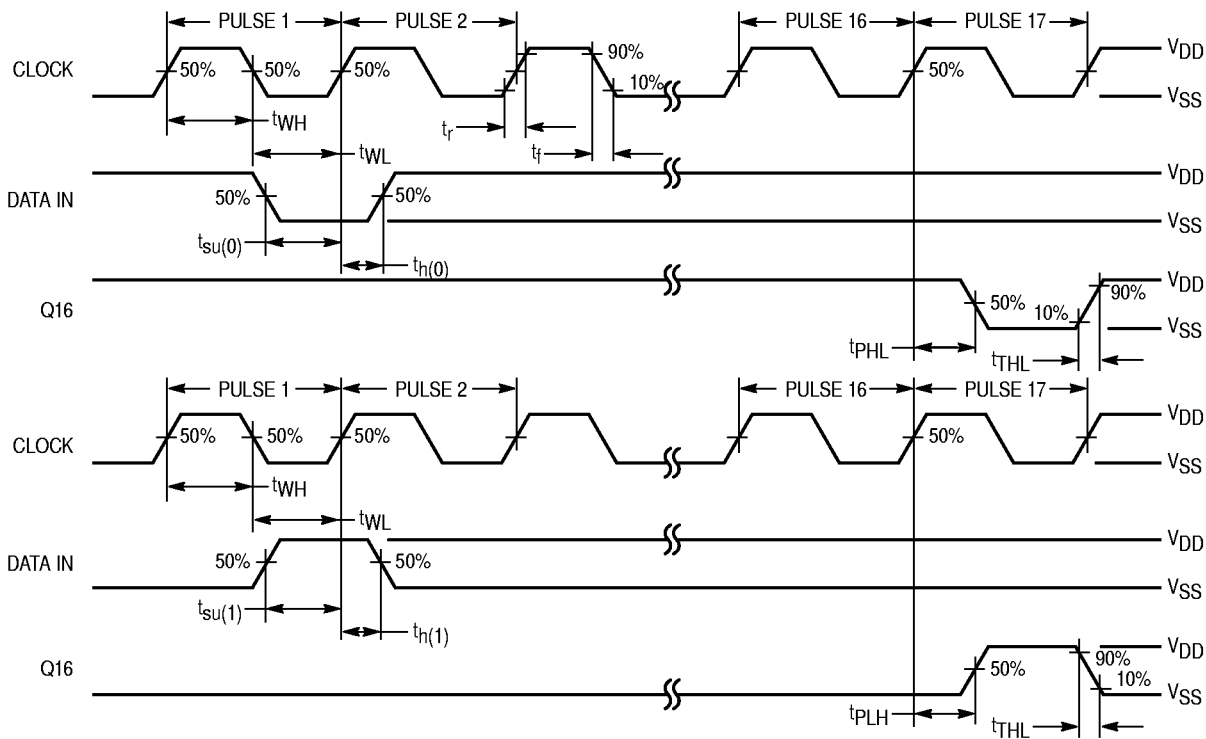 PULSE 1
PULSE 2
PULSE 16
PULSE 17
CLOCK
50%
50%
50%
90%
10%
50%
VDD
VSS
tWH
tr
tf
tWL
DATA IN
50%
50%
VDD
VSS
tsu(0)
th(0)
Q16
50%
10%
90%
VDD
VSS
tPHL
tTHL
PULSE 1
PULSE 2
PULSE 16
PULSE 17
CLOCK
50%
50%
50%
50%
VDD
VSS
tWH
tWL
DATA IN
50%
50%
VDD
VSS
tsu(1)
th(1)
Q16
50%
90%
10%
VDD
VSS
tPLH
tTHL